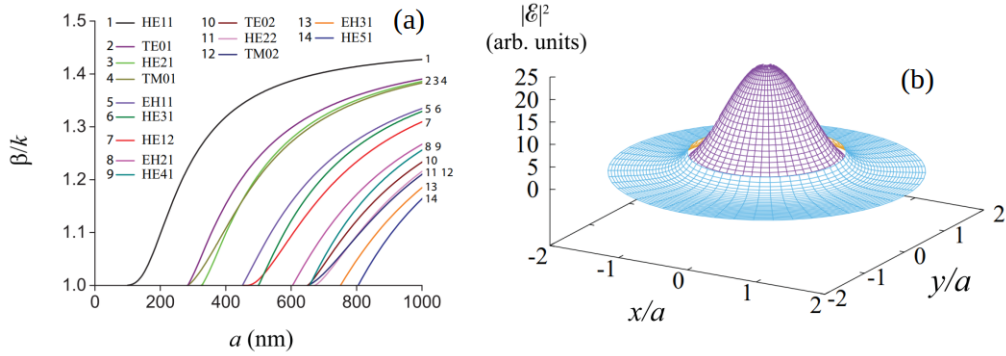 (a)
1.5
1.4
1.3
1.2
1.1
1.0
β/k
1 HE11
2 TE01
3 HE21
4 TM01
5 EH11
6 HE31
7 HE12
8 EH21
9 HE41
10 TE02
11 HE22
12 TM02
13 EH31
14 HE51
1
2 3 4
5 6
7
8 9
10
11 12
13
14
0 200 400 600 800 1000
a (nm)
(b)
|ℰ|²
(arb. units)
25
20
15
10
5
0
-2 -1 0 1 2
x/a
-2 -1 0 1 2
y/a